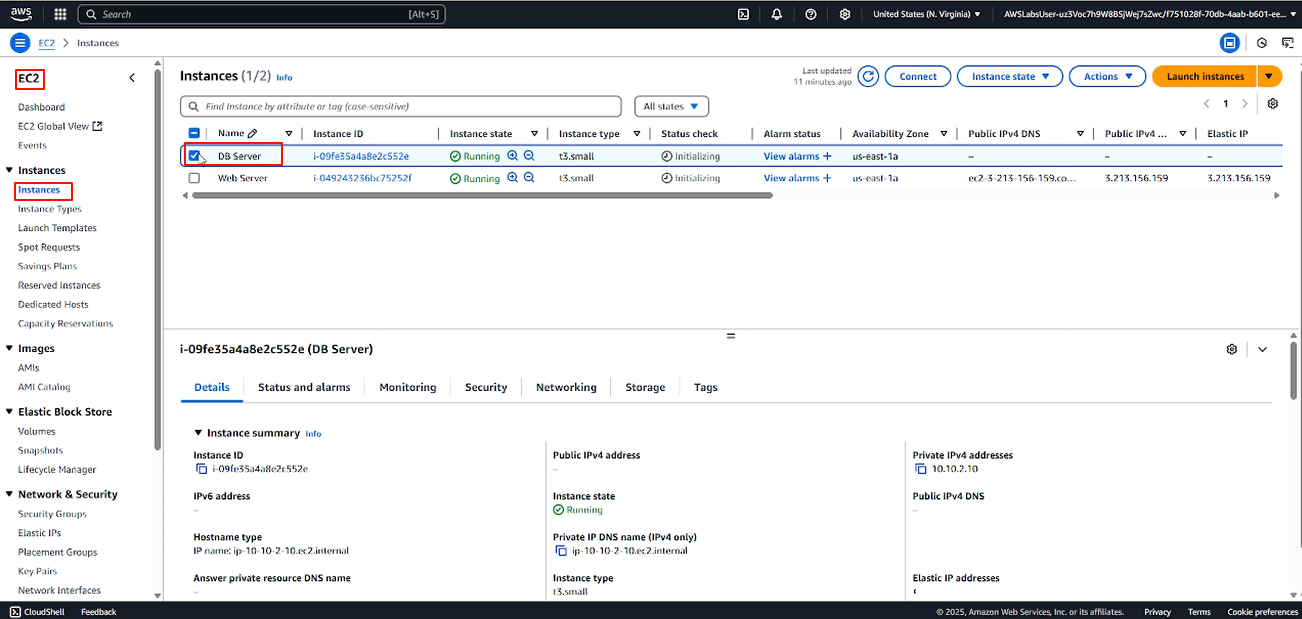 aws
Search [Alt+S]
United States (N. Virginia)
AWSLabsUser-uz3Voc7h9W8BSjWej7sZwc/f751028f-70db-4aab-b601-ee...
EC2 > Instances
EC2
Dashboard
EC2 Global View
Events
Instances
Instances
Instance Types
Launch Templates
Spot Requests
Savings Plans
Reserved Instances
Dedicated Hosts
Capacity Reservations
Images
AMIs
AMI Catalog
Elastic Block Store
Volumes
Snapshots
Lifecycle Manager
Network & Security
Security Groups
Elastic IPs
Placement Groups
Key Pairs
Network Interfaces
Instances (1/2) Info
Last updated
11 minutes ago
Connect
Instance state
Actions
Launch instances
Find Instance by attribute or tag (case-sensitive)
All states
1
Name Instance ID Instance state Instance type Status check Alarm status Availability Zone Public IPv4 DNS Public IPv4 ... Elastic IP
DB Server i-09fe35a4a8e2c552e Running t3.small Initializing View alarms + us-east-1a – – –
Web Server i-049243236bc75252f Running t3.small Initializing View alarms + us-east-1a ec2-3-213-156-159.co... 3.213.156.159 3.213.156.159
i-09fe35a4a8e2c552e (DB Server)
Details Status and alarms Monitoring Security Networking Storage Tags
Instance summary Info
Instance ID
i-09fe35a4a8e2c552e
Public IPv4 address
–
Private IPv4 addresses
10.10.2.10
IPv6 address
–
Instance state
Running
Public IPv4 DNS
–
Hostname type
IP name: ip-10-10-2-10.ec2.internal
Private IP DNS name (IPv4 only)
ip-10-10-2-10.ec2.internal
Answer private resource DNS name
–
Instance type
t3.small
Elastic IP addresses
CloudShell Feedback
© 2025, Amazon Web Services, Inc. or its affiliates. Privacy Terms Cookie preferences